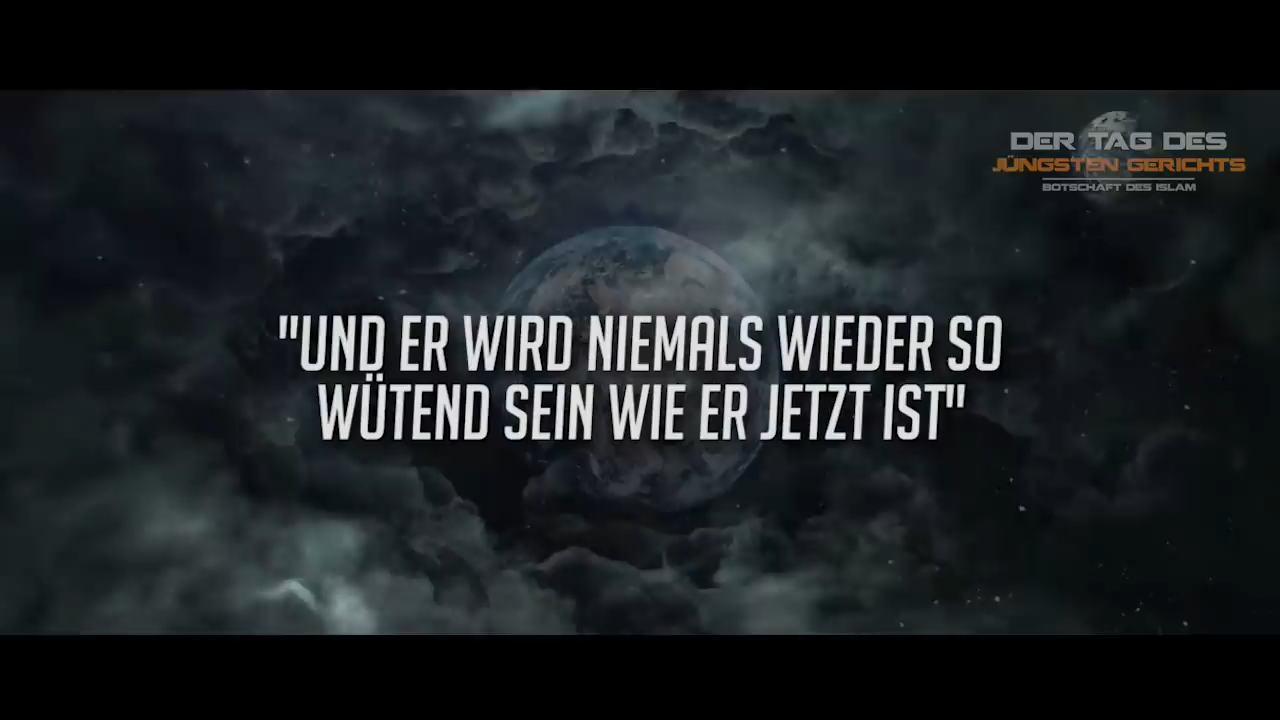 DER TAG DES
JÜNGSTEN GERICHTS
BOTSCHAFT DES ISLAM
"UND ER WIRD NIEMALS WIEDER SO
WÜTEND SEIN WIE ER JETZT IST"